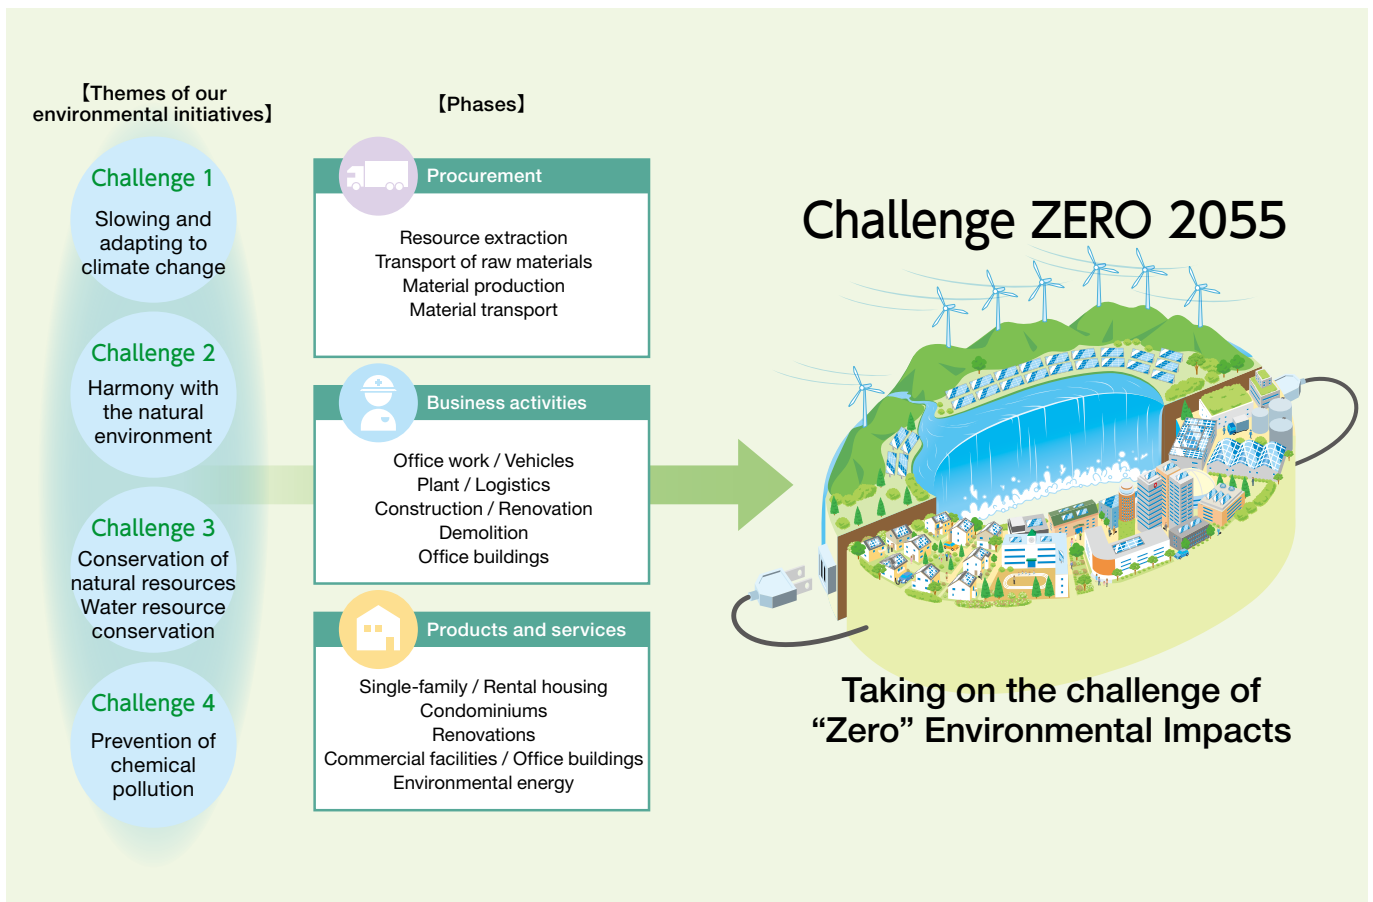 【Themes of our
environmental initiatives】
Challenge 1
Slowing and
adapting to
climate change
Challenge 2
Harmony with
the natural
environment
Challenge 3
Conservation of
natural resources
Water resource
conservation
Challenge 4
Prevention of
chemical
pollution
【Phases】
Procurement
Resource extraction
Transport of raw materials
Material production
Material transport
Business activities
Office work / Vehicles
Plant / Logistics
Construction / Renovation
Demolition
Office buildings
Products and services
Single-family / Rental housing
Condominiums
Renovations
Commercial facilities / Office buildings
Environmental energy
Challenge ZERO 2055
Taking on the challenge of
“Zero” Environmental Impacts